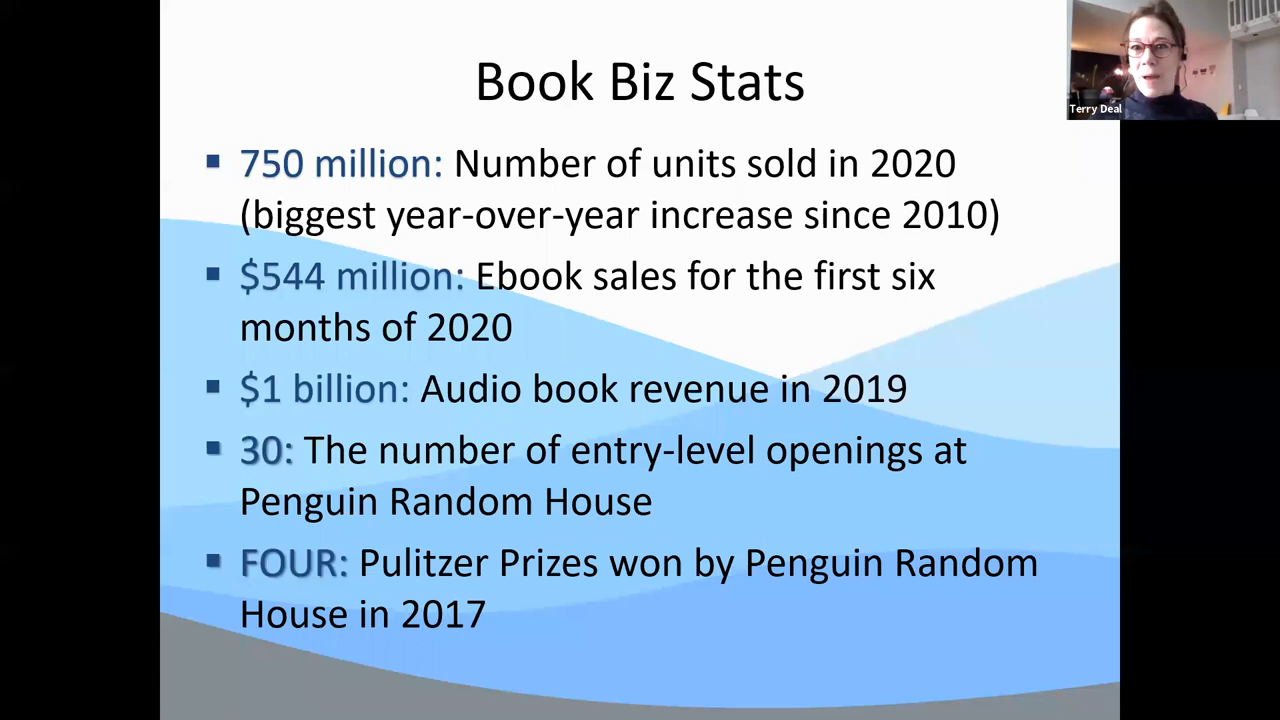 Book Biz Stats
Terry Deal
▪ 750 million: Number of units sold in 2020
(biggest year-over-year increase since 2010)
▪ $544 million: Ebook sales for the first six
months of 2020
▪ $1 billion: Audio book revenue in 2019
▪ 30: The number of entry-level openings at
Penguin Random House
▪ FOUR: Pulitzer Prizes won by Penguin Random
House in 2017